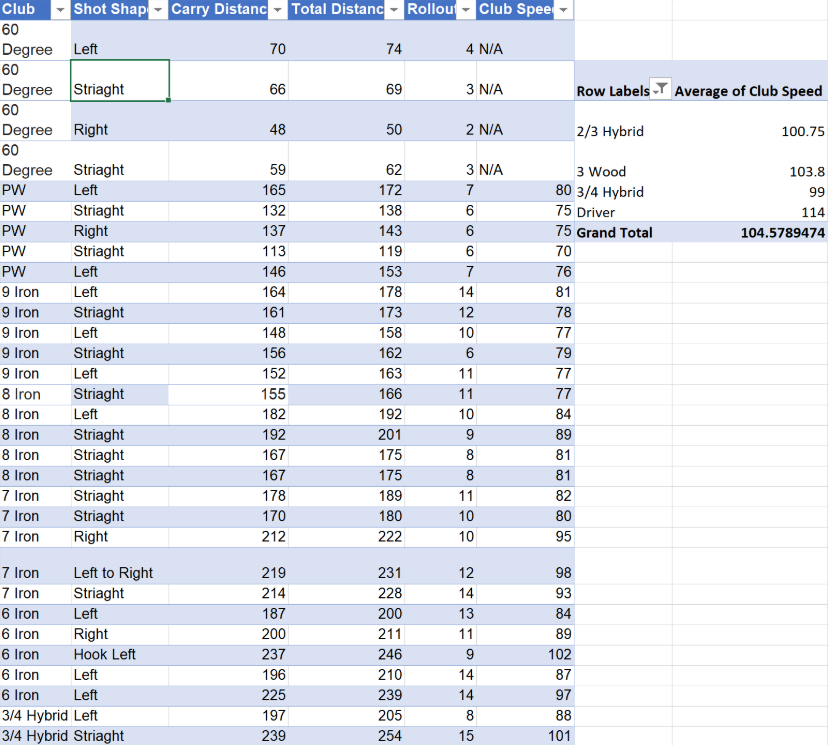 Club Shot Shap Carry Distanc Total Distanc Rollou Club Spee
60
Degree Left 70 74 4 N/A
60
Degree Striaght 66 69 3 N/A Row Labels Average of Club Speed
60
Degree Right 48 50 2 N/A 2/3 Hybrid 100.75
60
Degree Striaght 59 62 3 N/A 3 Wood 103.8
PW Left 165 172 7 80 3/4 Hybrid 99
PW Striaght 132 138 6 75 Driver 114
PW Right 137 143 6 75 Grand Total 104.5789474
PW Striaght 113 119 6 70
PW Left 146 153 7 76
9 Iron Left 164 178 14 81
9 Iron Striaght 161 173 12 78
9 Iron Left 148 158 10 77
9 Iron Striaght 156 162 6 79
9 Iron Left 152 163 11 77
8 Iron Striaght 155 166 11 77
8 Iron Left 182 192 10 84
8 Iron Striaght 192 201 9 89
8 Iron Striaght 167 175 8 81
8 Iron Striaght 167 175 8 81
7 Iron Striaght 178 189 11 82
7 Iron Striaght 170 180 10 80
7 Iron Right 212 222 10 95
7 Iron Left to Right 219 231 12 98
7 Iron Striaght 214 228 14 93
6 Iron Left 187 200 13 84
6 Iron Right 200 211 11 89
6 Iron Hook Left 237 246 9 102
6 Iron Left 196 210 14 87
6 Iron Left 225 239 14 97
3/4 Hybrid Left 197 205 8 88
3/4 Hybrid Striaght 239 254 15 101